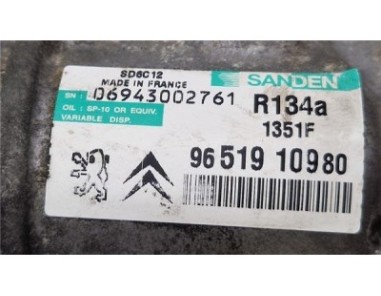 SD6C12
MADE IN FRANCE
SANDEN
SN: 06943002761
R134a
OIL: SP-10 OR EQUIV.
VARIABLE DISP.
1351F
96 519 109 80